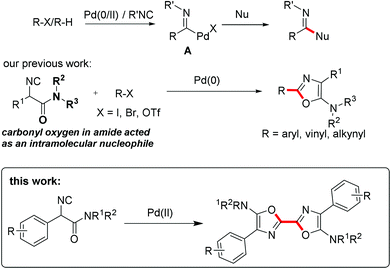 R-X/R-H
Pd(0/II) / R'NC
R'
N
R
Pd
X
A
Nu
R'
N
R
Nu
our previous work:
NC
R1
O
N
R2
R3
carbonyl oxygen in amide acted
as an intramolecular nucleophile
+
R-X
X = I, Br, OTf
Pd(0)
R
N
O
R1
N
R3
R2
R = aryl, vinyl, alkynyl
this work:
NC
NR1R2
O
R
Pd(II)
1R2RN
O
N
R
N
O
R
NR1R2